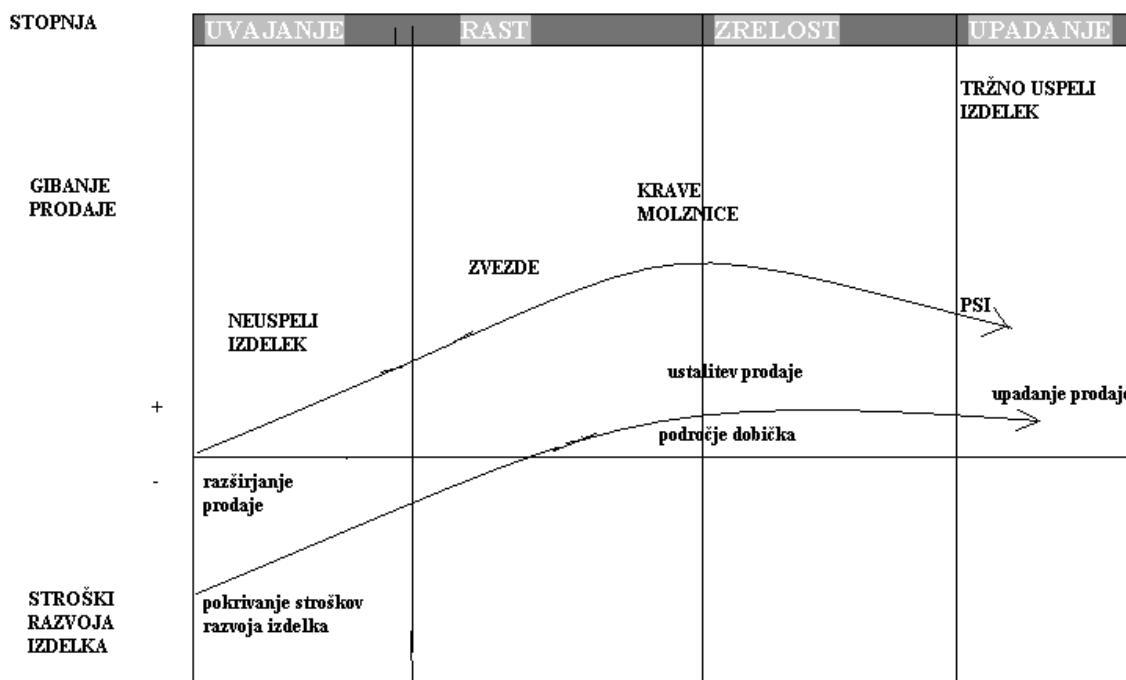 STOPNJA
UVAJANJE
RAST
ZRELOST
UPADANJE
TRŽNO USPELI
IZDELEK
GIBANJE
PRODAJE
KRAVE
MOLZNICE
ZVEZDE
NEUSPELI
IZDELEK
PSI
ustalitev prodaje
upadanje prodaje
+
področje dobička
-
razširjanje
prodaje
STROŠKI
RAZVOJA
IZDELKA
pokrivanje stroškov
razvoja izdelka